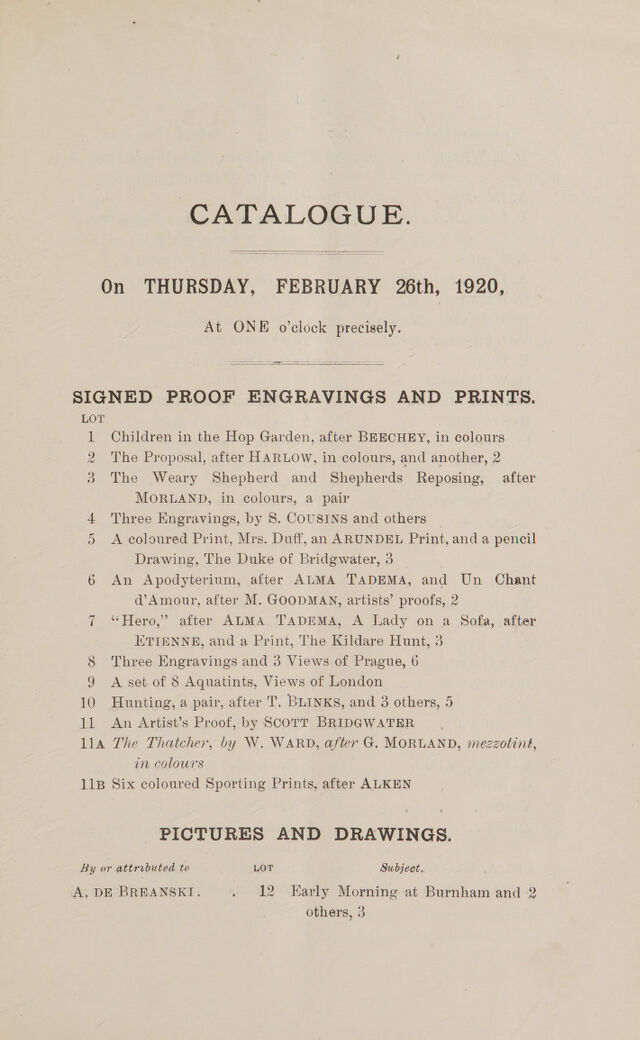 CATALOGUE.
On THURSDAY, FEBRUARY 26th, 1920,
At ONE o'clock precisely.
SIGNED PROOF ENGRAVINGS AND PRINTS.
LOT
1 Children in the Hop Garden, after BEECHEY, in colours
2 The Proposal, after HARLOW, in colours, and another, 2
3 The Weary Shepherd and Shepherds Reposing, after
MORLAND, in colours, a pair
4 Three Engravings, by S. COUSINS and others
5 A coloured Print, Mrs. Duff, an ARUNDEL Print, and a pencil
Drawing, The Duke of Bridgwater, 3
6 An Apodyterium, after ALMA TADEMA, and Un Chant
d'Amour, after M. GOODMAN, artists' proofs, 2
7 "Hero," after ALMA TADEMA, A Lady on a Sofa, after
ETIENNE, and a Print, The Kildare Hunt, 3
8 Three Engravings and 3 Views of Prague, 6
9 A set of 8 Aquatints, Views of London
10 Hunting, a pair, after T. BLINKS, and 3 others, 5
11 An Artist's Proof, by SCOTT BRIDGWATER
11A The Thatcher, by W. WARD, after G. MORLAND, mezzotint,
in colours
11B Six coloured Sporting Prints, after ALKEN
PICTURES AND DRAWINGS.
By or attributed to LOT Subject.
A. DE BREANSKI. . 12 Early Morning at Burnham and 2
others, 3